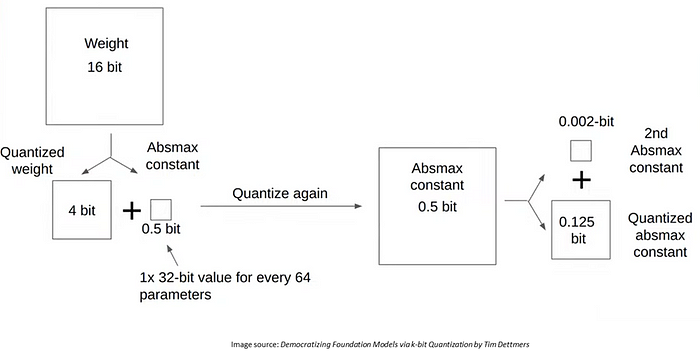 Weight
16 bit
Quantized
weight
Absmax
constant
4 bit
+
0.5 bit
1x 32-bit value for every 64
parameters
Quantize again
Absmax
constant
0.5 bit
0.002-bit
2nd
Absmax
constant
+
0.125
bit
Quantized
absmax
constant
Image source: Democratizing Foundation Models via k-bit Quantization by Tim Dettmers